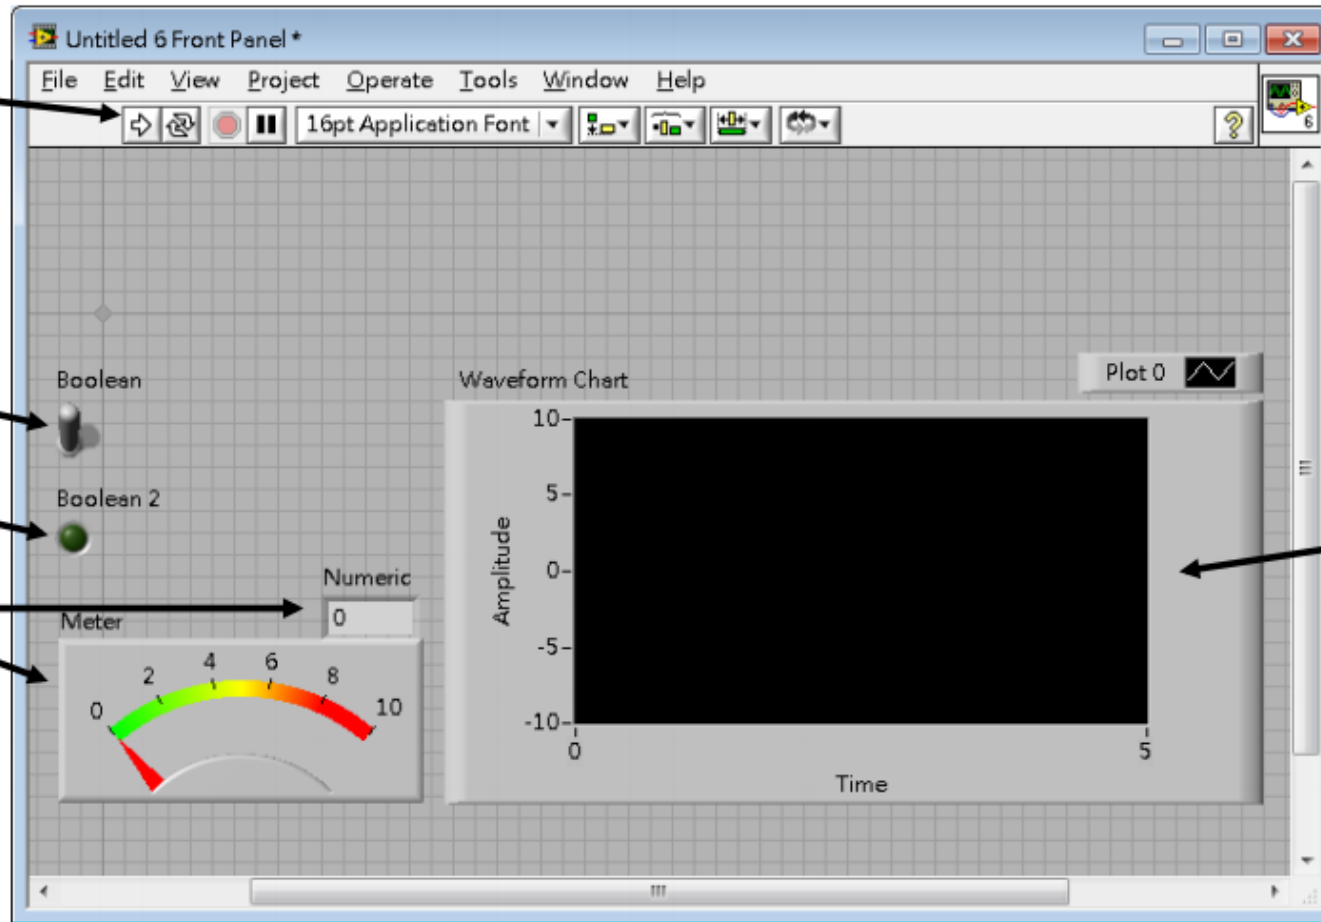 Untitled 6 Front Panel *
File Edit View Project Operate Tools Window Help
16pt Application Font
6
Boolean
Boolean 2
Numeric
0
Meter
0 2 4 6 8 10
Waveform Chart
Plot 0
10
5
0
-5
-10
Amplitude
0 5
Time